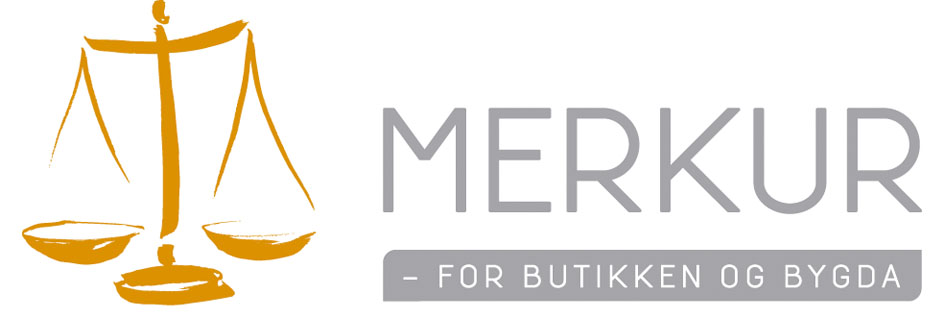 MERKUR
– FOR BUTIKKEN OG BYGDA